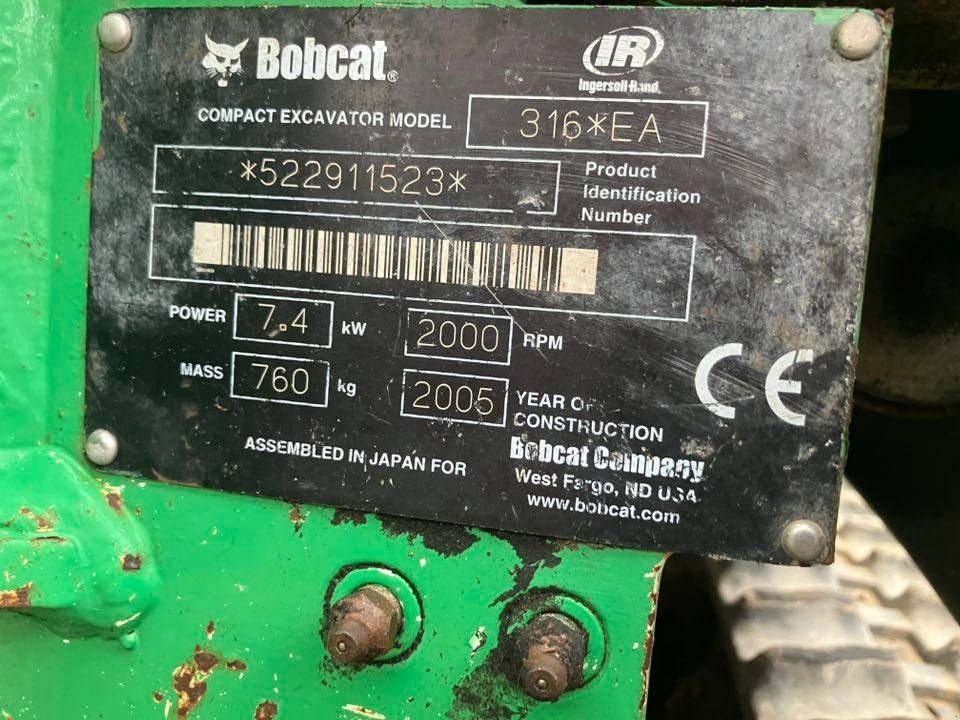 Bobcat®
IR
Ingersoll-Rand.
COMPACT EXCAVATOR MODEL 316*EA
*522911523* Product Identification Number
POWER 7.4 kW 2000 RPM
MASS 760 kg 2005 YEAR OF CONSTRUCTION
ASSEMBLED IN JAPAN FOR Bobcat Company
West Fargo, ND USA
www.bobcat.com
CE